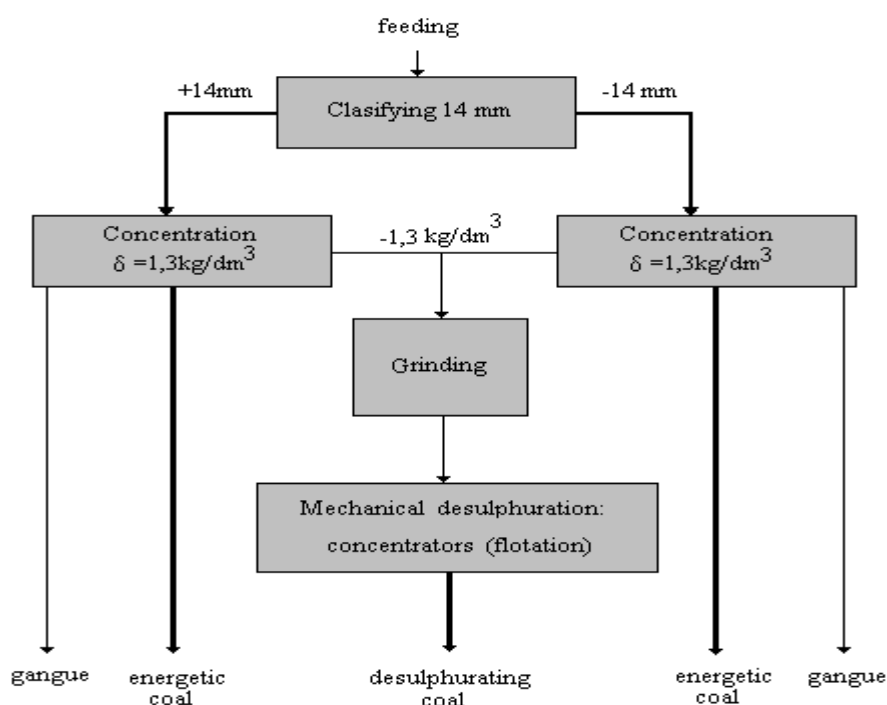 feeding
+14mm
-14 mm
Clasifying 14 mm
Concentration
δ =1,3kg/dm³
-1,3 kg/dm³
Concentration
δ =1,3kg/dm³
Grinding
Mechanical desulphuration:
concentrators (flotation)
gangue
energetic
coal
desulphurating
coal
energetic
coal
gangue